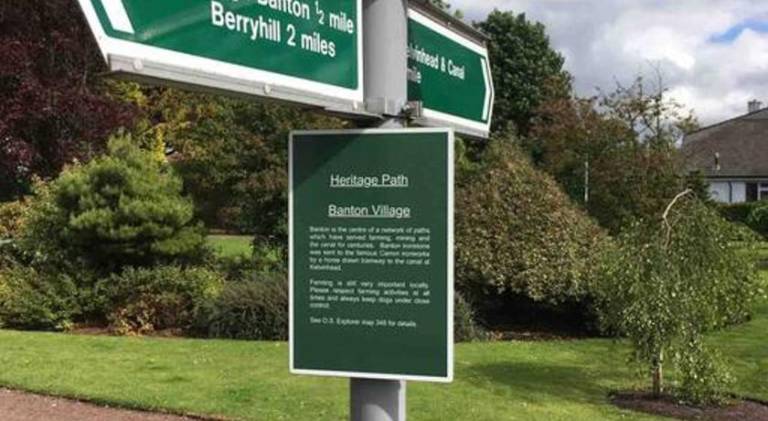 Banton ½ mile
Berryhill 2 miles
Kelvinhead & Canal
mile
Heritage Path
Banton Village
Banton is the centre of a network of paths
which have served farming, mining and
the canal for centuries. Banton ironstone
was sent to the famous Carron ironworks
by a horse drawn tramway to the canal at
Kelvinhead.
Farming is still very important locally.
Please respect farming activities at all
times and always keep dogs under close
control.
See O.S. Explorer map 348 for details